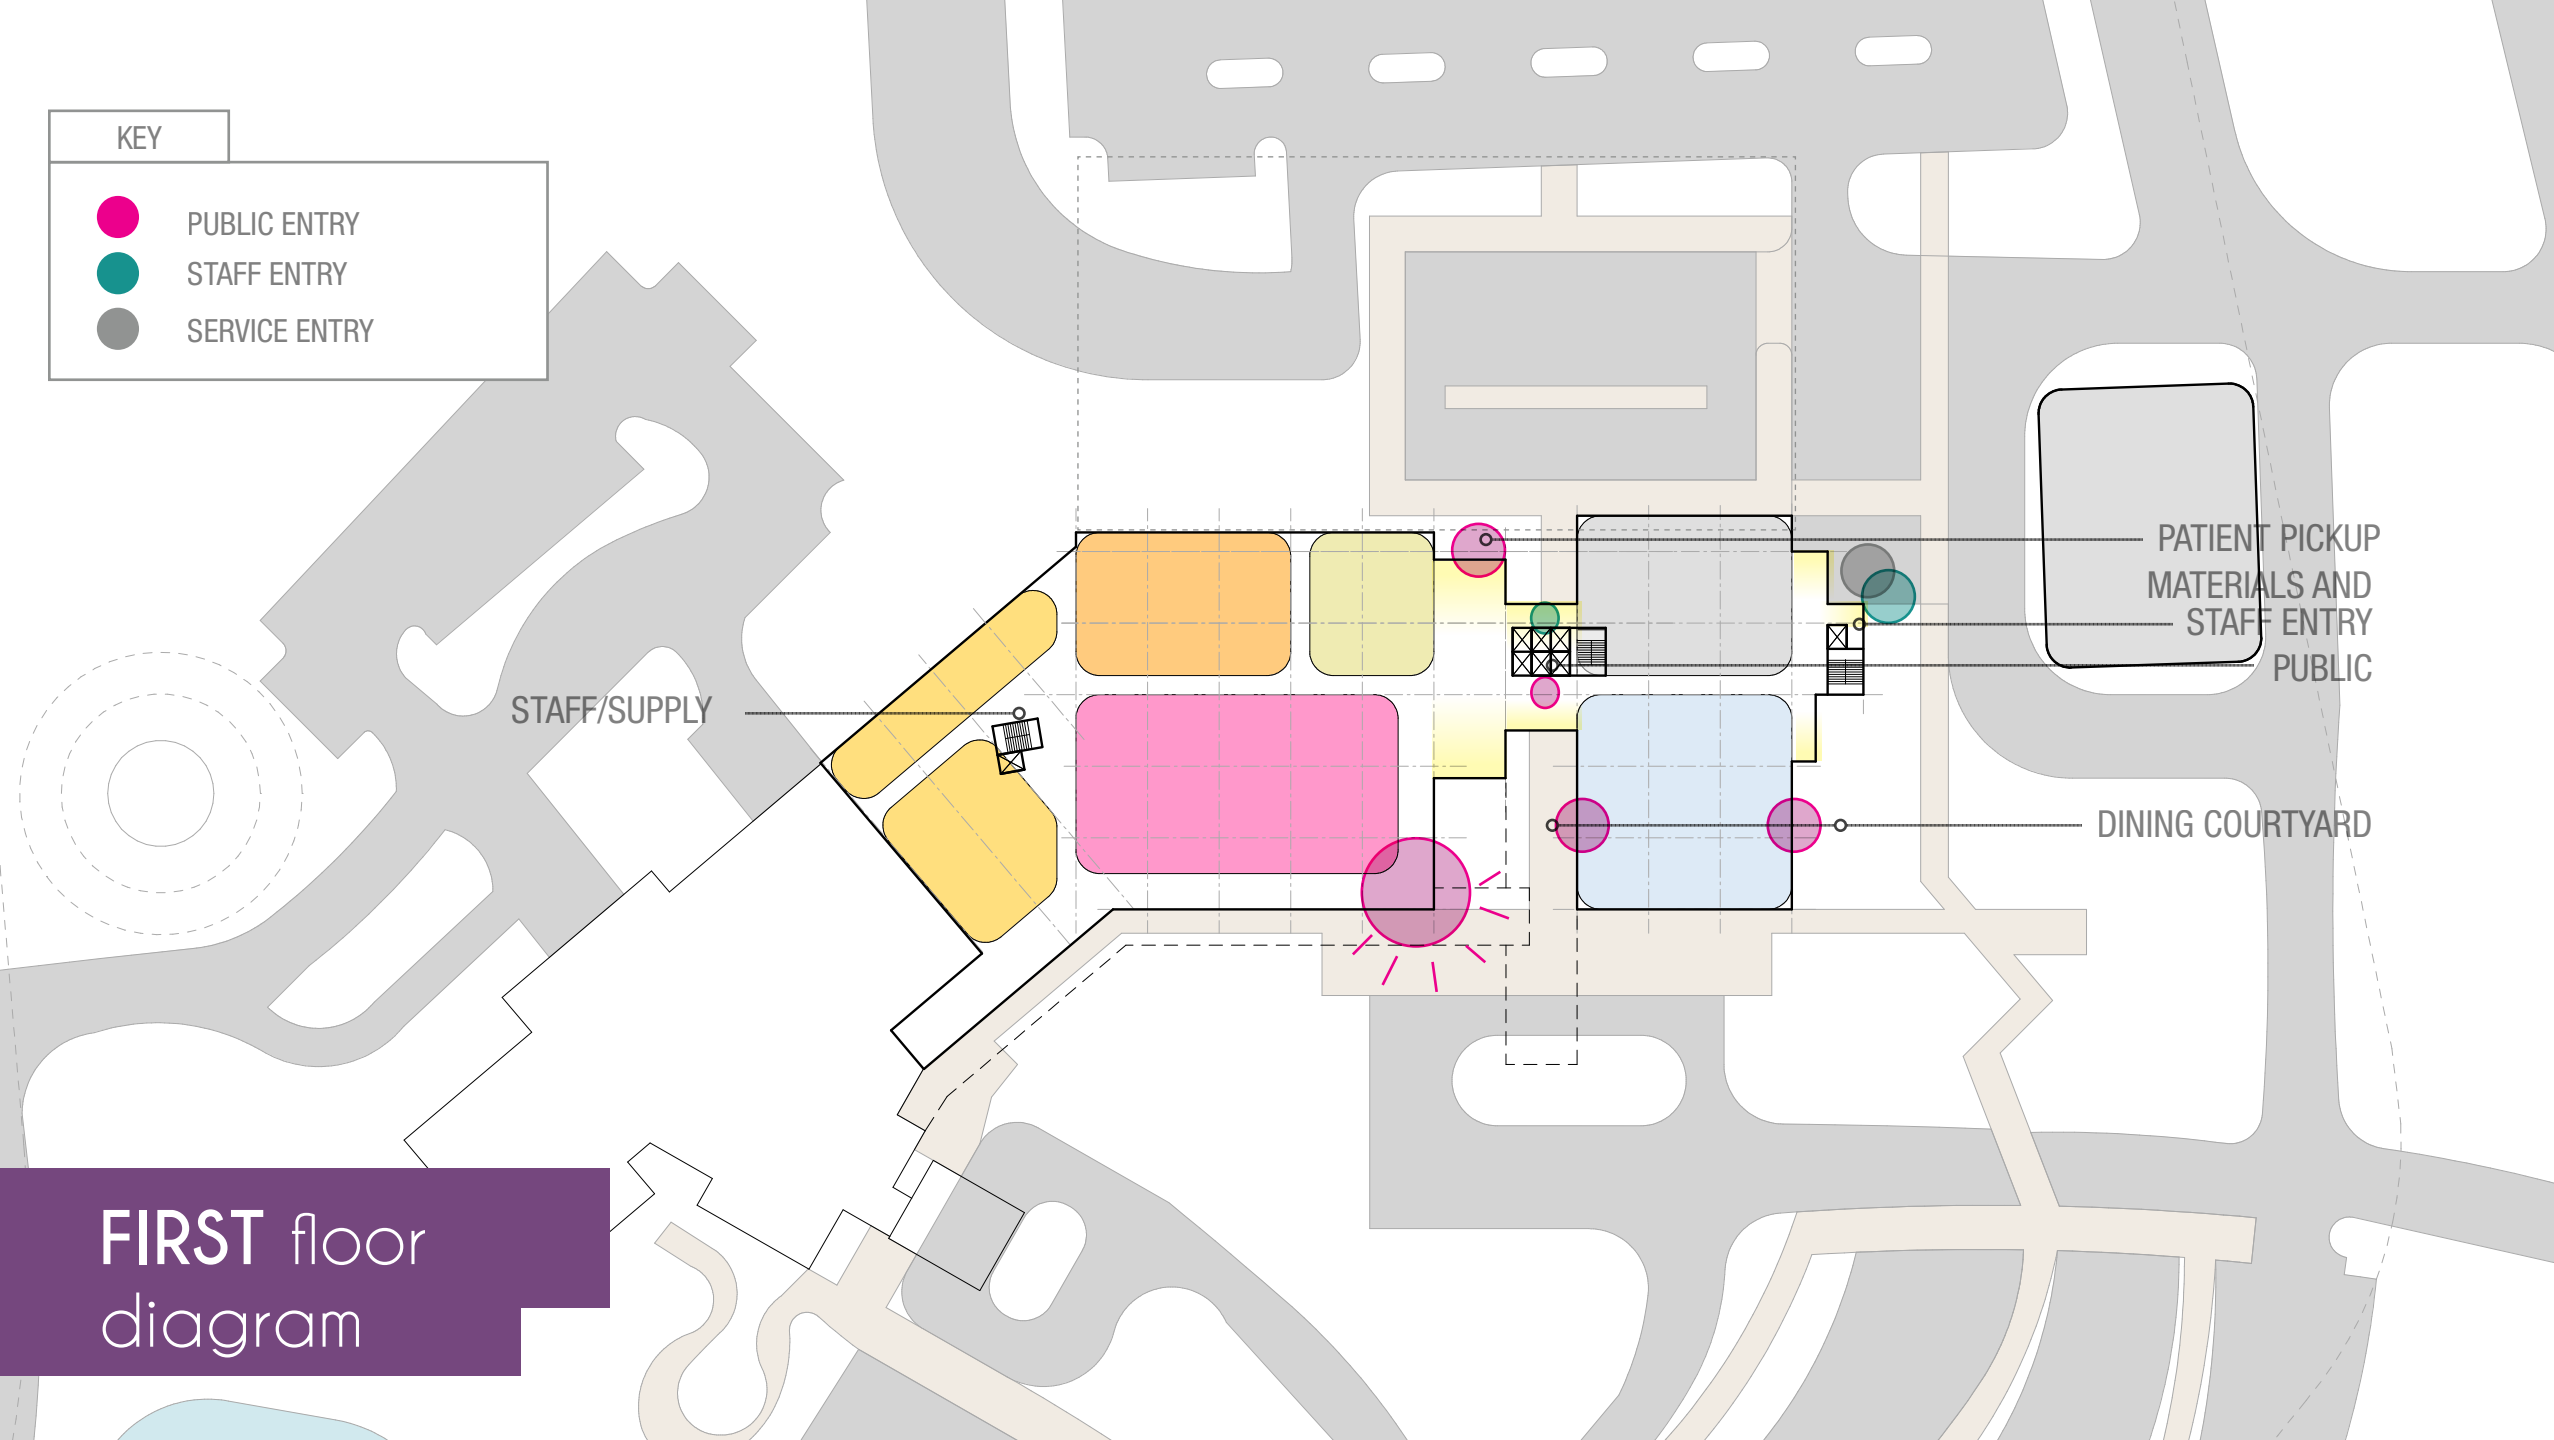 KEY
PUBLIC ENTRY
STAFF ENTRY
SERVICE ENTRY
PATIENT PICKUP
MATERIALS AND
STAFF ENTRY
PUBLIC
STAFF/SUPPLY
DINING COURTYARD
FIRST floor
diagram